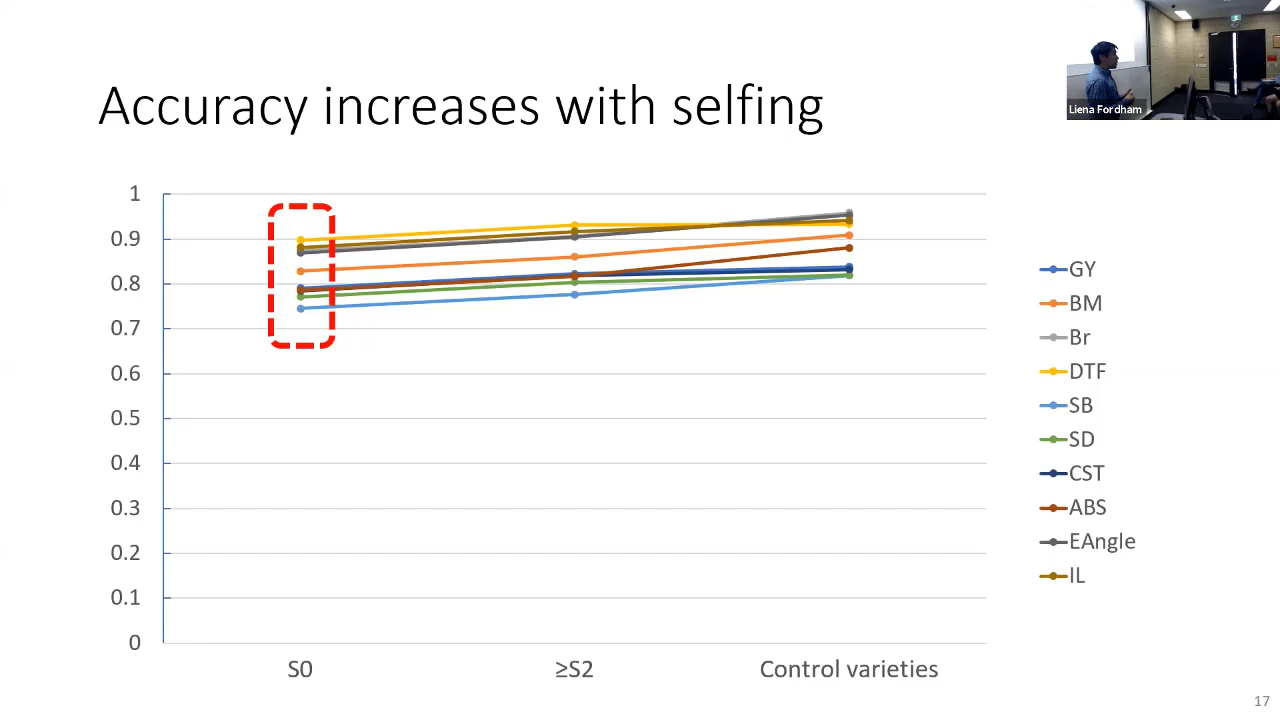 Accuracy increases with selfing
Liena Fordham
1
0.9
0.8
0.7
0.6
0.5
0.4
0.3
0.2
0.1
0
S0
≥S2
Control varieties
GY
BM
Br
DTF
SB
SD
CST
ABS
EAngle
IL
17